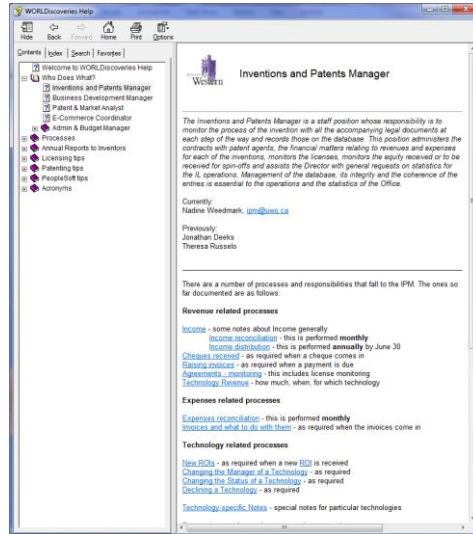 WORLDiscoveries Help
Hide Back Forward Home Print Options
Contents Index Search Favorites
Welcome to WORLDiscoveries Help
Who Does What?
Inventions and Patents Manager
Business Development Manager
Patent & Market Analyst
E-Commerce Coordinator
Admin & Budget Manager
Processes
Annual Reports to Inventors
Licensing tips
Patenting tips
PeopleSoft tips
Acronyms
Western
Inventions and Patents Manager
The Inventions and Patents Manager is a staff position whose responsibility is to
monitor the process of the invention with all the accompanying legal documents at
each step of the way and records those on the database. This position administers the
contracts with patent agents, the financial matters relating to revenues and expenses
for each of the inventions, monitors the licenses, monitors the equity received or to be
received for spin-offs and assists the Director with general requests on statistics for
the IL operations. Management of the database, its integrity and the coherence of the
entries is essential to the operations and the statistics of the Office.
Currently:
Nadine Weedmark, ipm@uwo.ca
Previously:
Jonathan Deeks
Theresa Russelo
There are a number of processes and responsibilities that fall to the IPM. The ones so
far documented are as follows:
Revenue related processes
Income - some notes about Income generally
Income reconciliation - this is performed monthly
Income distribution - this is performed annually by June 30
Cheques received - as required when a cheque comes in
Raising invoices - as required when a payment is due
Agreements - monitoring - this includes license monitoring
Technology Revenue - how much, when, for which technology
Expenses related processes
Expenses reconciliation - this is performed monthly
Invoices and what to do with them - as required when the invoices come in
Technology related processes
New ROIs - as required when a new ROI is received
Changing the Manager of a Technology - as required
Changing the Status of a Technology - as required
Declining a Technology - as required
Technology-specific Notes - special notes for particular technologies